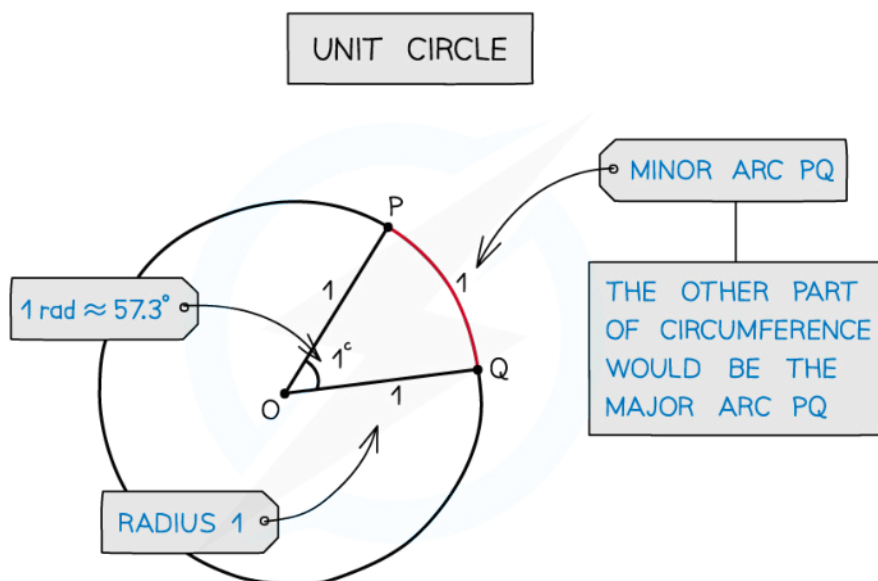 UNIT CIRCLE
MINOR ARC PQ
P
1
1
THE OTHER PART
OF CIRCUMFERENCE
WOULD BE THE
MAJOR ARC PQ
1 rad ≈ 57.3°
1ᶜ
Q
O
1
RADIUS 1